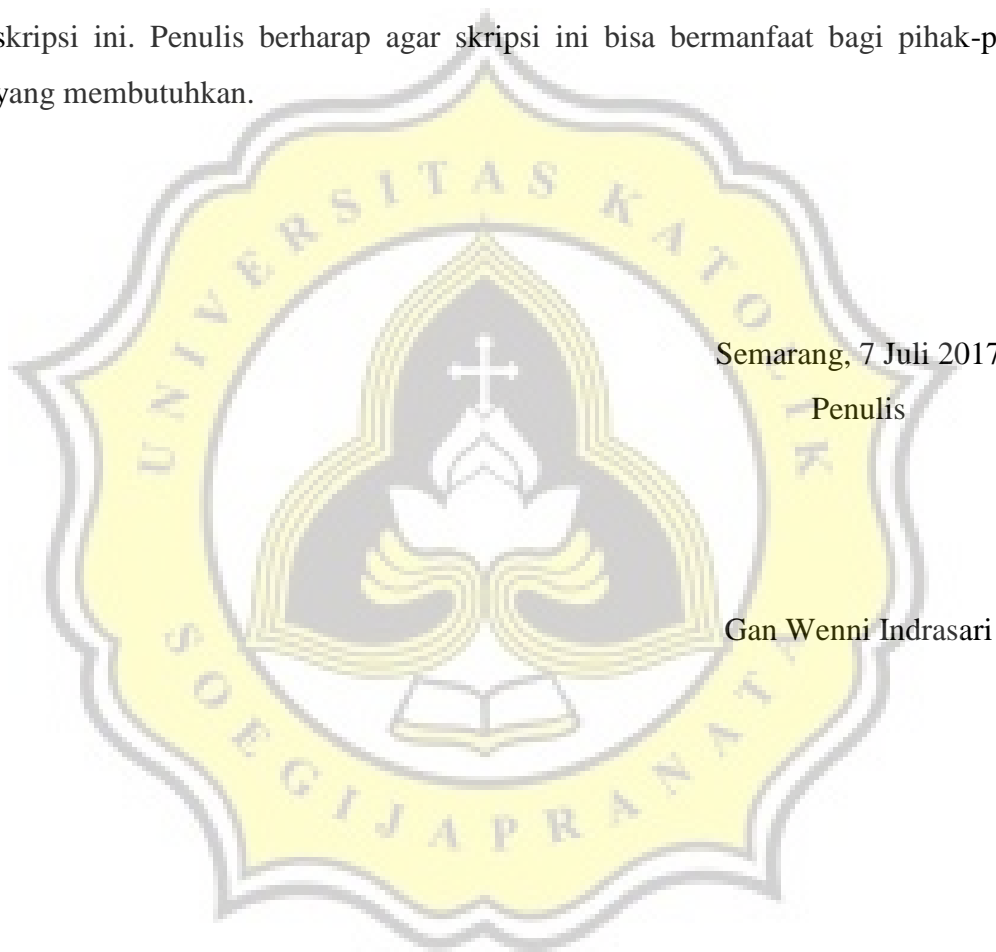 skripsi ini. Penulis berharap agar skripsi ini bisa bermanfaat bagi pihak-p
yang membutuhkan.
UNIVERSITAS KATOLIK
Semarang, 7 Juli 2017
Penulis
Gan Wenni Indrasari
SOEGIJAPRANATA